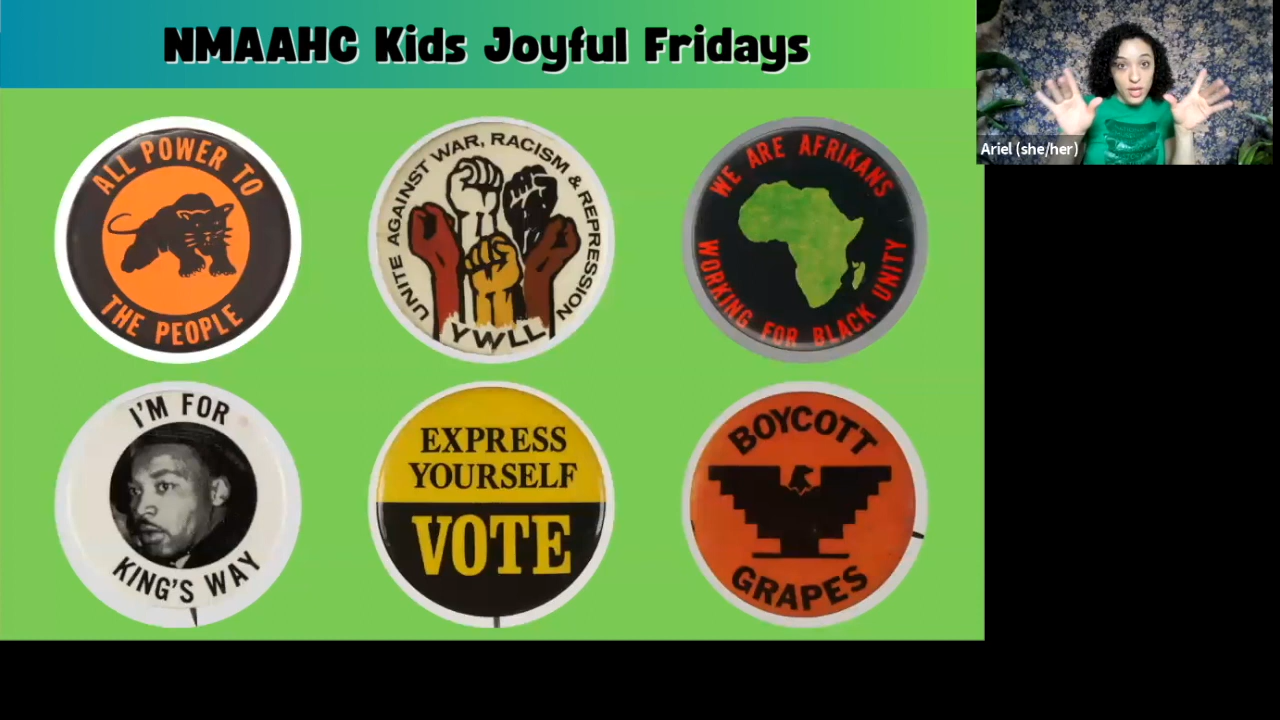 NMAAHC Kids Joyful Fridays
Ariel (she/her)
ALL POWER TO
THE PEOPLE
UNITE AGAINST WAR, RACISM & REPRESSION
YWLL
WE ARE AFRIKANS
WORKING FOR BLACK UNITY
I'M FOR
KING'S WAY
EXPRESS
YOURSELF
VOTE
BOYCOTT
GRAPES